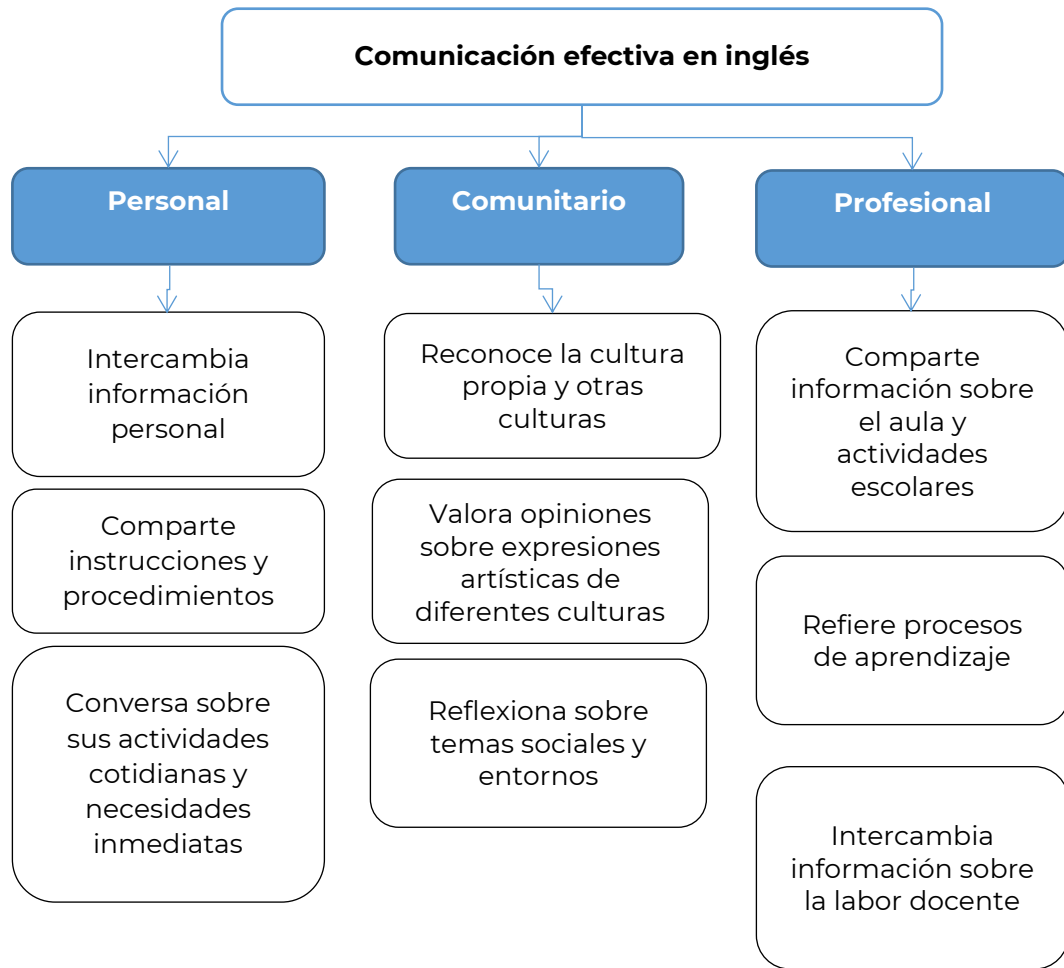 Comunicación efectiva en inglés
Personal
Intercambia
información
personal
Comparte
instrucciones y
procedimientos
Conversa sobre
sus actividades
cotidianas y
necesidades
inmediatas
Comunitario
Reconoce la cultura
propia y otras
culturas
Valora opiniones
sobre expresiones
artísticas de
diferentes culturas
Reflexiona sobre
temas sociales y
entornos
Profesional
Comparte
información sobre
el aula y
actividades
escolares
Refiere procesos
de aprendizaje
Intercambia
información sobre
la labor docente